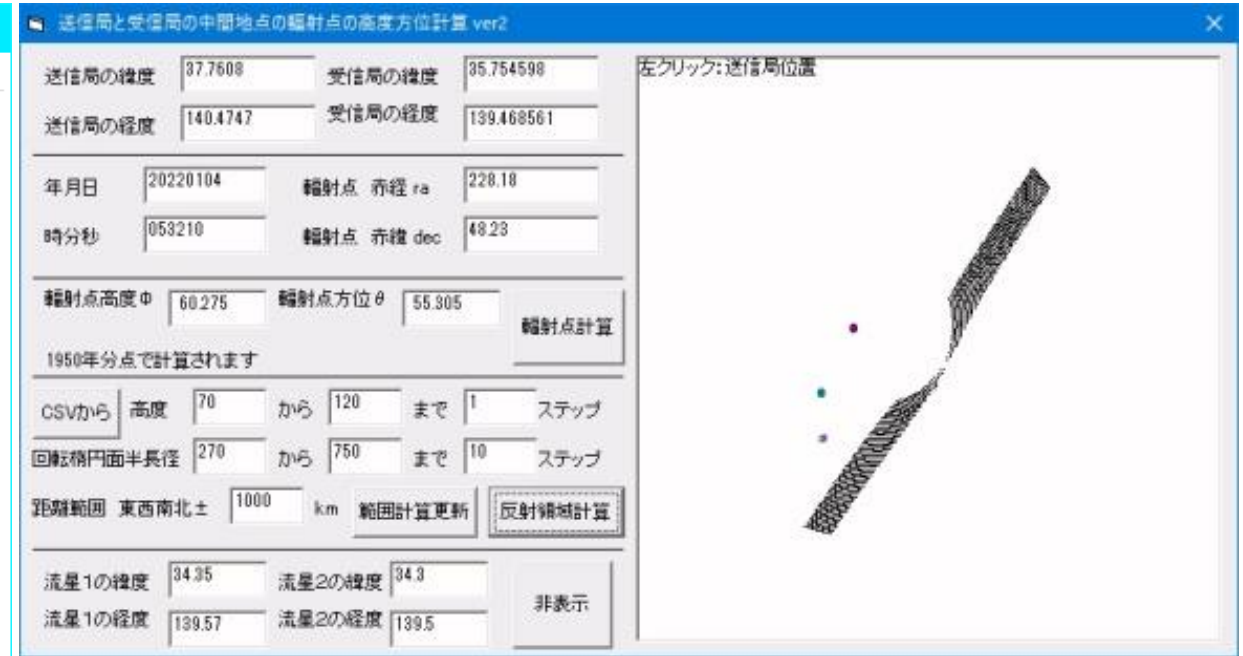 送信局と受信局の中間地点の輻射点の高度方位計算 ver2
送信局の緯度 37.7608 受信局の緯度 35.754598
送信局の経度 140.4747 受信局の経度 139.468561
年月日 20220104 輻射点 赤経 ra 228.18
時分秒 053210 輻射点 赤緯 dec 48.23
輻射点高度Φ 60.275 輻射点方位θ 55.305
輻射点計算
1950年分点で計算されます
CSVから 高度 70 から 120 まで 1 ステップ
回転楕円面半長径 270 から 750 まで 10 ステップ
距離範囲 東西南北± 1000 km 範囲計算更新 反射領域計算
流星1の緯度 34.35 流星2の緯度 34.3
流星1の経度 139.57 流星2の経度 139.5
非表示
左クリック:送信局位置